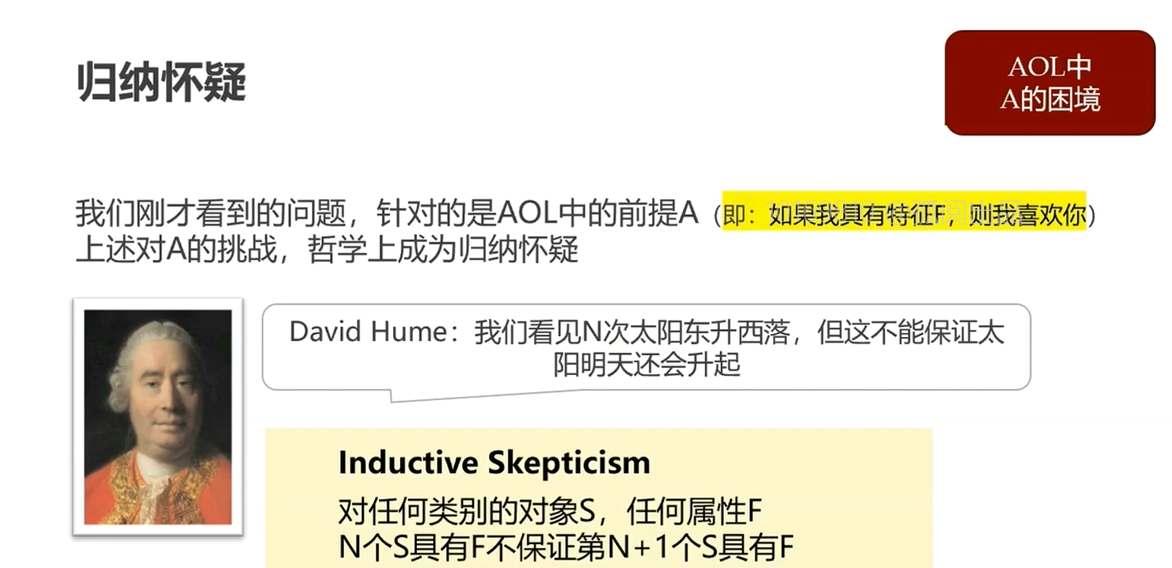 归纳怀疑
AOL中
A的困境
我们刚才看到的问题，针对的是AOL中的前提A（即：如果我具有特征F，则我喜欢你）
上述对A的挑战，哲学上成为归纳怀疑
David Hume：我们看见N次太阳东升西落，但这不能保证太
阳明天还会升起
Inductive Skepticism
对任何类别的对象S，任何属性F
N个S具有F不保证第N+1个S具有F